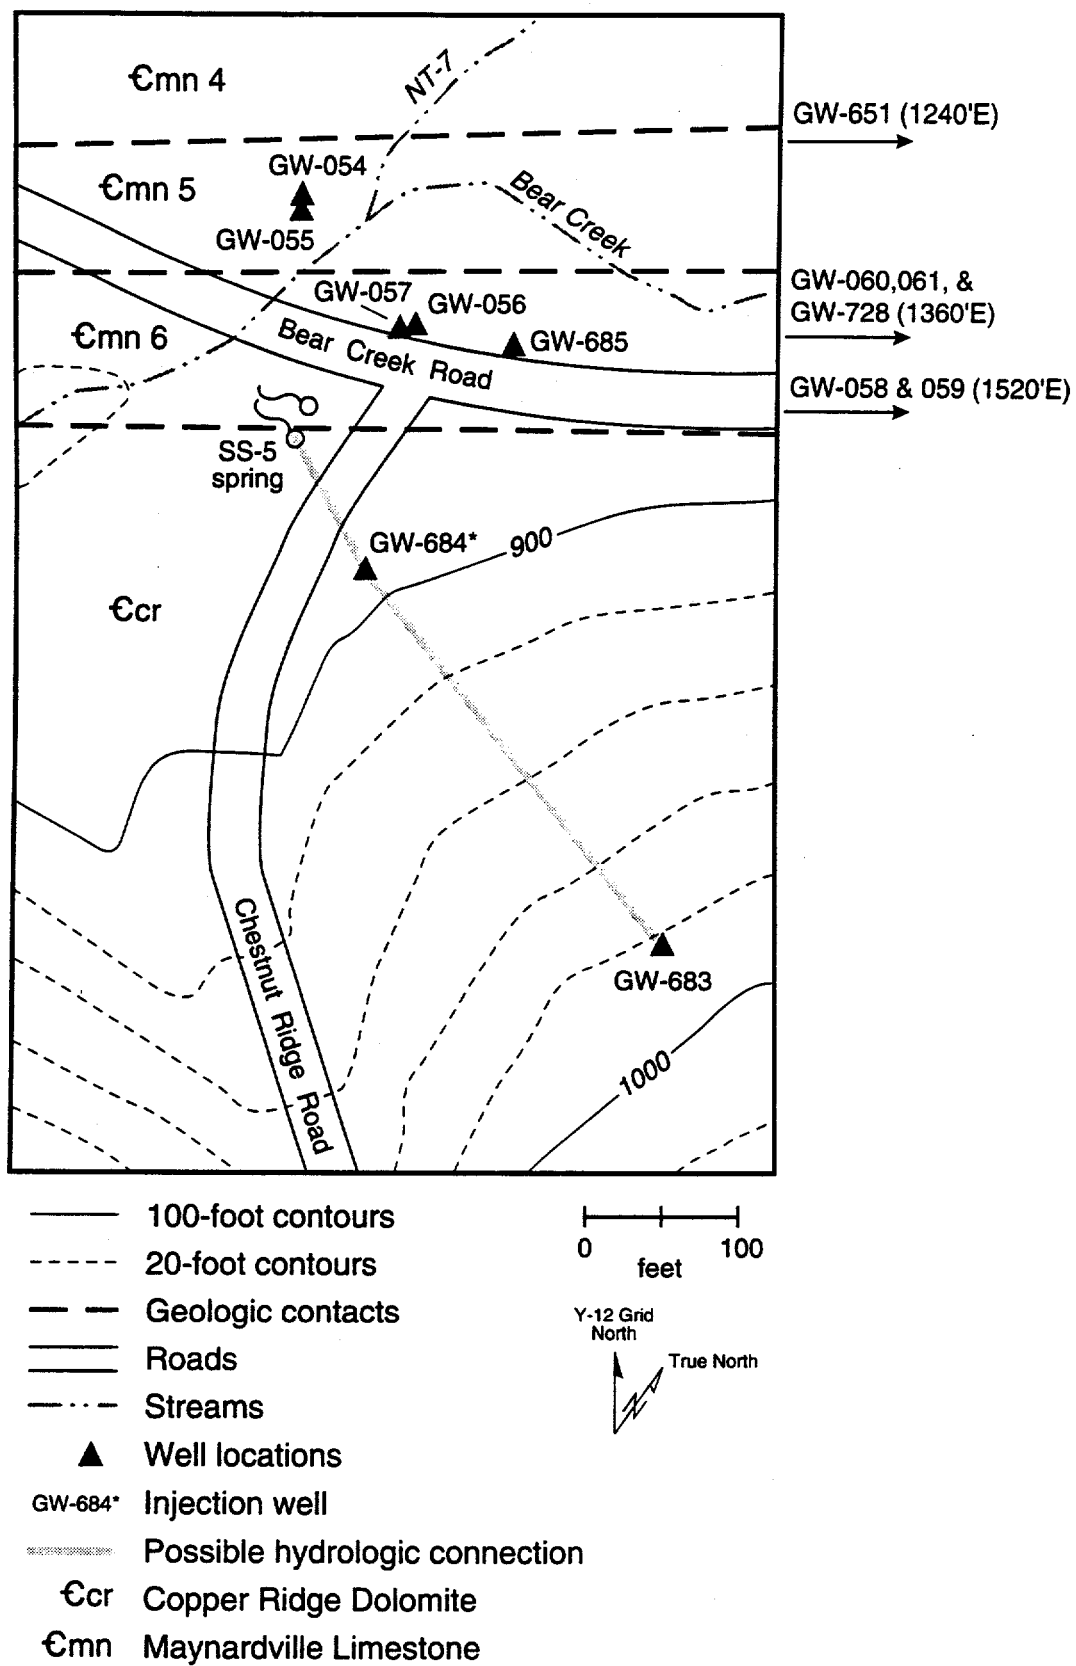 Ꞓmn 4
NT-7
GW-651 (1240'E)
GW-054
Ꞓmn 5
Bear Creek
GW-055
GW-060,061, &
GW-728 (1360'E)
GW-057
GW-056
Ꞓmn 6
Bear Creek Road
GW-685
GW-058 & 059 (1520'E)
SS-5
spring
GW-684*
900
Ꞓcr
Chestnut Ridge Road
GW-683
1000
100-foot contours
20-foot contours
Geologic contacts
Roads
Streams
Well locations
GW-684* Injection well
Possible hydrologic connection
Ꞓcr Copper Ridge Dolomite
Ꞓmn Maynardville Limestone
0 100
feet
Y-12 Grid
North
True North